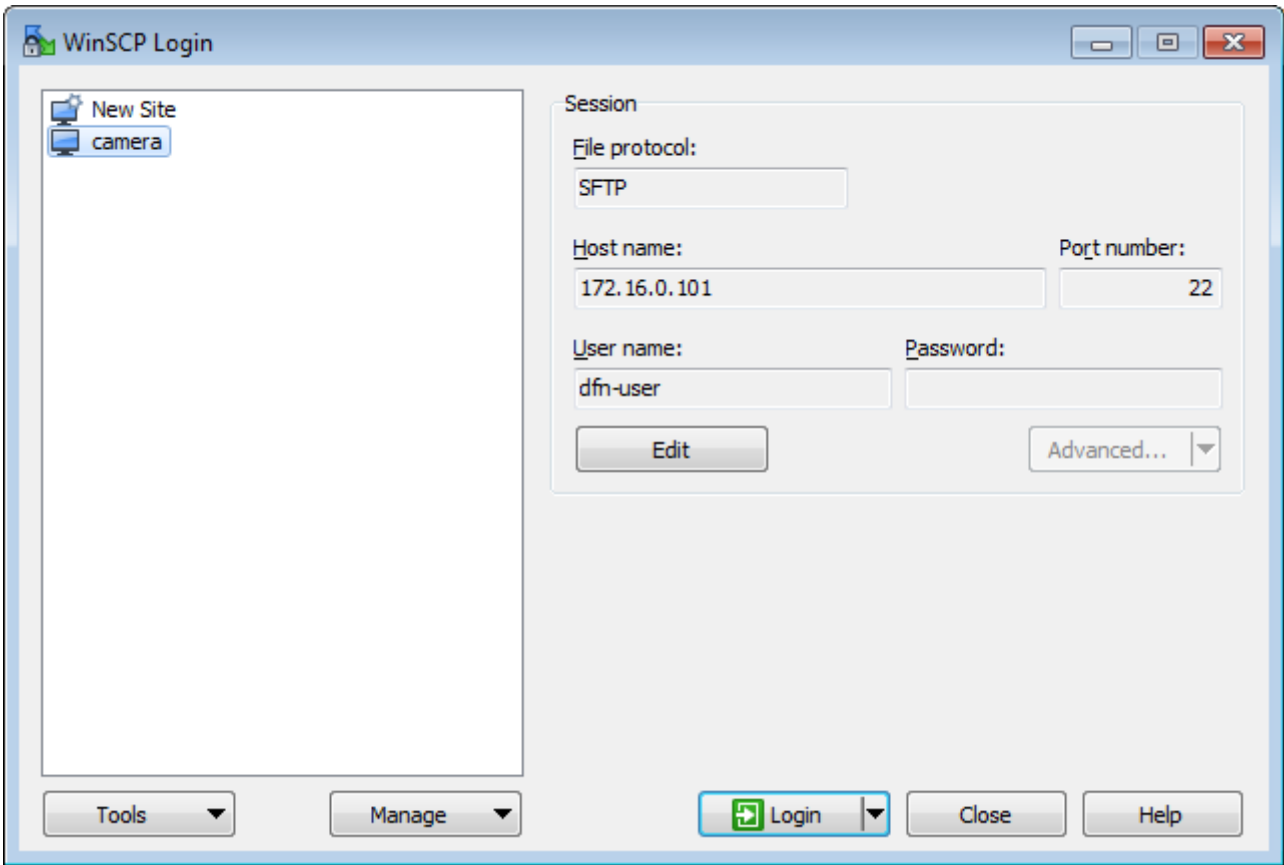 WinSCP Login
New Site
camera
Session
File protocol:
SFTP
Host name: Port number:
172.16.0.101 22
User name: Password:
dfn-user
Edit Advanced...
Tools Manage Login Close Help